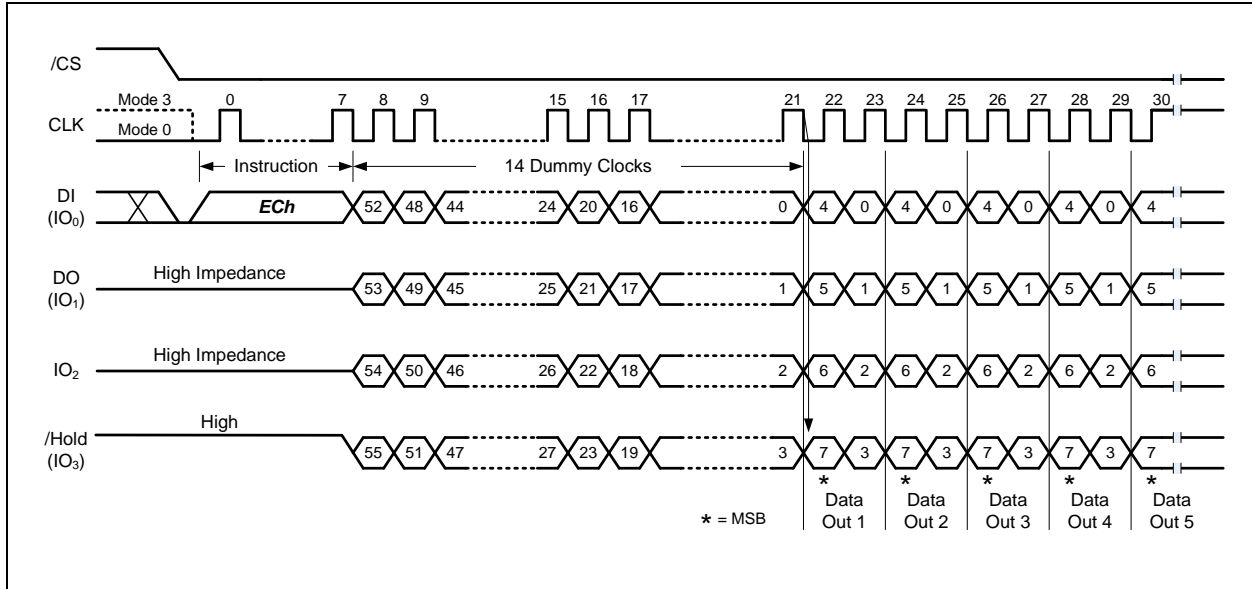 /CS
Mode 3 0 7 8 9 15 16 17 21 22 23 24 25 26 27 28 29 30
CLK
Mode 0
Instruction 14 Dummy Clocks
DI
(IO0)
ECh 52 48 44 24 20 16 0 4 0 4 0 4 0 4 0 4
High Impedance
DO
(IO1)
53 49 45 25 21 17 1 5 1 5 1 5 1 5 1 5
High Impedance
IO2
54 50 46 26 22 18 2 6 2 6 2 6 2 6 2 6
High
/Hold
(IO3)
55 51 47 27 23 19 3 7 3 7 3 7 3 7 3 7
* * * * *
* = MSB
Data Out 1
Data Out 2
Data Out 3
Data Out 4
Data Out 5